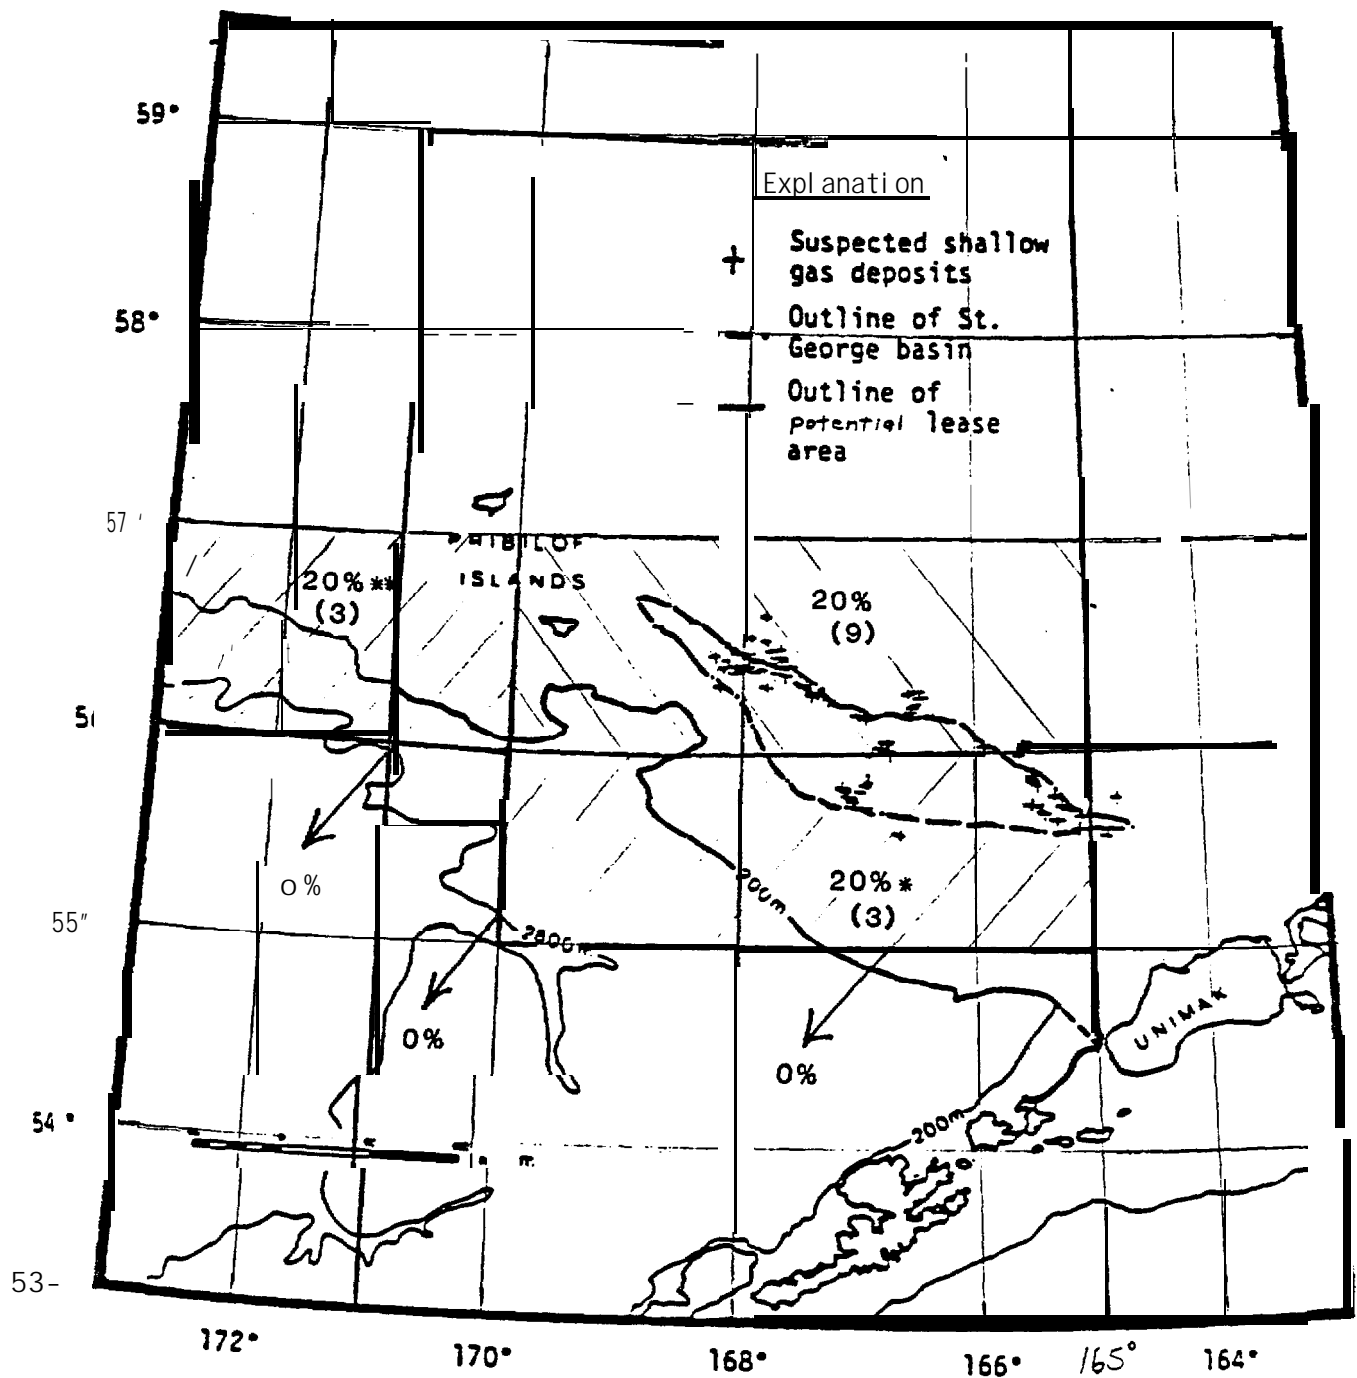 59°
Explanation
+ Suspected shallow
gas deposits
58°
Outline of St.
George basin
Outline of
potential lease
area
57'
PRIBILOF
ISLANDS
20%**
(3)
20%
(9)
5
0%
20%*
(3)
200m
55"
2800m
0%
0%
UNIMAK
54°
200m
53-
172°
170°
168°
166°
165°
164°